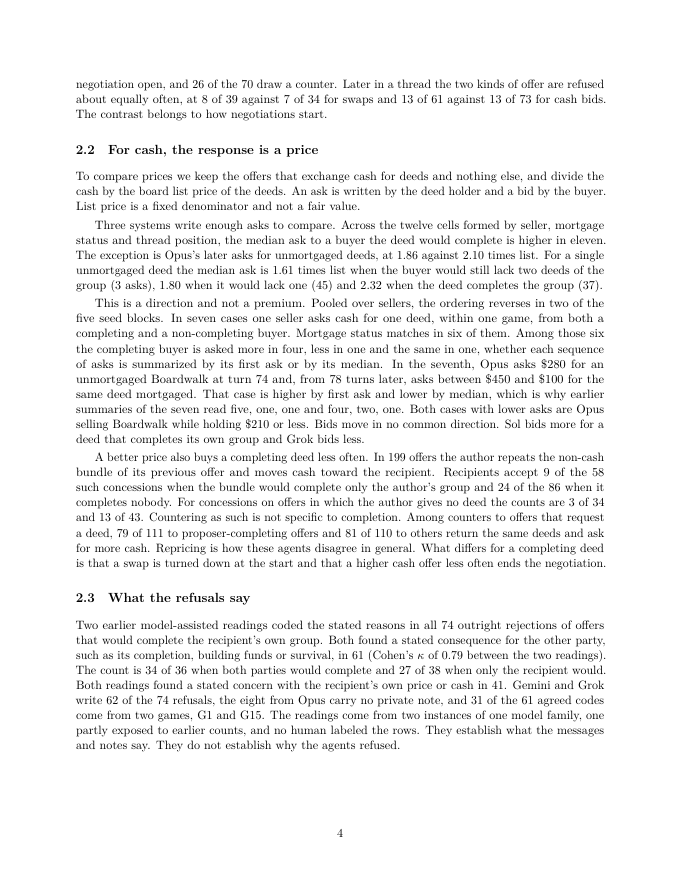 negotiation open, and 26 of the 70 draw a counter. Later in a thread the two kinds of offer are refused
about equally often, at 8 of 39 against 7 of 34 for swaps and 13 of 61 against 13 of 73 for cash bids.
The contrast belongs to how negotiations start.
2.2 For cash, the response is a price
To compare prices we keep the offers that exchange cash for deeds and nothing else, and divide the
cash by the board list price of the deeds. An ask is written by the deed holder and a bid by the buyer.
List price is a fixed denominator and not a fair value.
Three systems write enough asks to compare. Across the twelve cells formed by seller, mortgage
status and thread position, the median ask to a buyer the deed would complete is higher in eleven.
The exception is Opus's later asks for unmortgaged deeds, at 1.86 against 2.10 times list. For a single
unmortgaged deed the median ask is 1.61 times list when the buyer would still lack two deeds of the
group (3 asks), 1.80 when it would lack one (45) and 2.32 when the deed completes the group (37).
This is a direction and not a premium. Pooled over sellers, the ordering reverses in two of the
five seed blocks. In seven cases one seller asks cash for one deed, within one game, from both a
completing and a non-completing buyer. Mortgage status matches in six of them. Among those six
the completing buyer is asked more in four, less in one and the same in one, whether each sequence
of asks is summarized by its first ask or by its median. In the seventh, Opus asks $280 for an
unmortgaged Boardwalk at turn 74 and, from 78 turns later, asks between $450 and $100 for the
same deed mortgaged. That case is higher by first ask and lower by median, which is why earlier
summaries of the seven read five, one, one and four, two, one. Both cases with lower asks are Opus
selling Boardwalk while holding $210 or less. Bids move in no common direction. Sol bids more for a
deed that completes its own group and Grok bids less.
A better price also buys a completing deed less often. In 199 offers the author repeats the non-cash
bundle of its previous offer and moves cash toward the recipient. Recipients accept 9 of the 58
such concessions when the bundle would complete only the author's group and 24 of the 86 when it
completes nobody. For concessions on offers in which the author gives no deed the counts are 3 of 34
and 13 of 43. Countering as such is not specific to completion. Among counters to offers that request
a deed, 79 of 111 to proposer-completing offers and 81 of 110 to others return the same deeds and ask
for more cash. Repricing is how these agents disagree in general. What differs for a completing deed
is that a swap is turned down at the start and that a higher cash offer less often ends the negotiation.
2.3 What the refusals say
Two earlier model-assisted readings coded the stated reasons in all 74 outright rejections of offers
that would complete the recipient's own group. Both found a stated consequence for the other party,
such as its completion, building funds or survival, in 61 (Cohen's κ of 0.79 between the two readings).
The count is 34 of 36 when both parties would complete and 27 of 38 when only the recipient would.
Both readings found a stated concern with the recipient's own price or cash in 41. Gemini and Grok
write 62 of the 74 refusals, the eight from Opus carry no private note, and 31 of the 61 agreed codes
come from two games, G1 and G15. The readings come from two instances of one model family, one
partly exposed to earlier counts, and no human labeled the rows. They establish what the messages
and notes say. They do not establish why the agents refused.
4